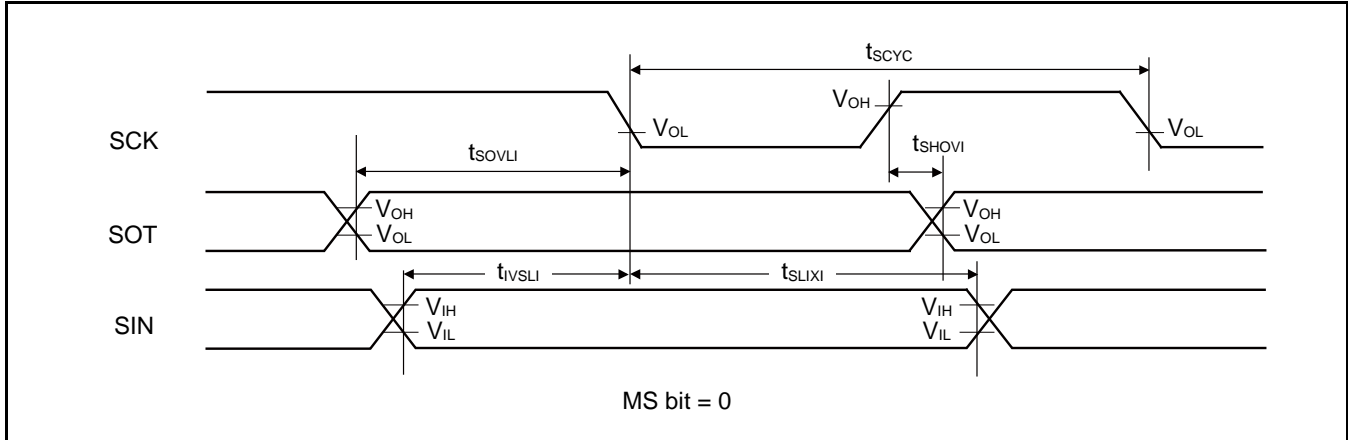 tSCYC
SCK
VOH
VOL
VOL
tSOVLI
tSHOVI
SOT
VOH
VOL
VOH
VOL
tIVSLI
tSLIXI
SIN
VIH
VIL
VIH
VIL
MS bit = 0